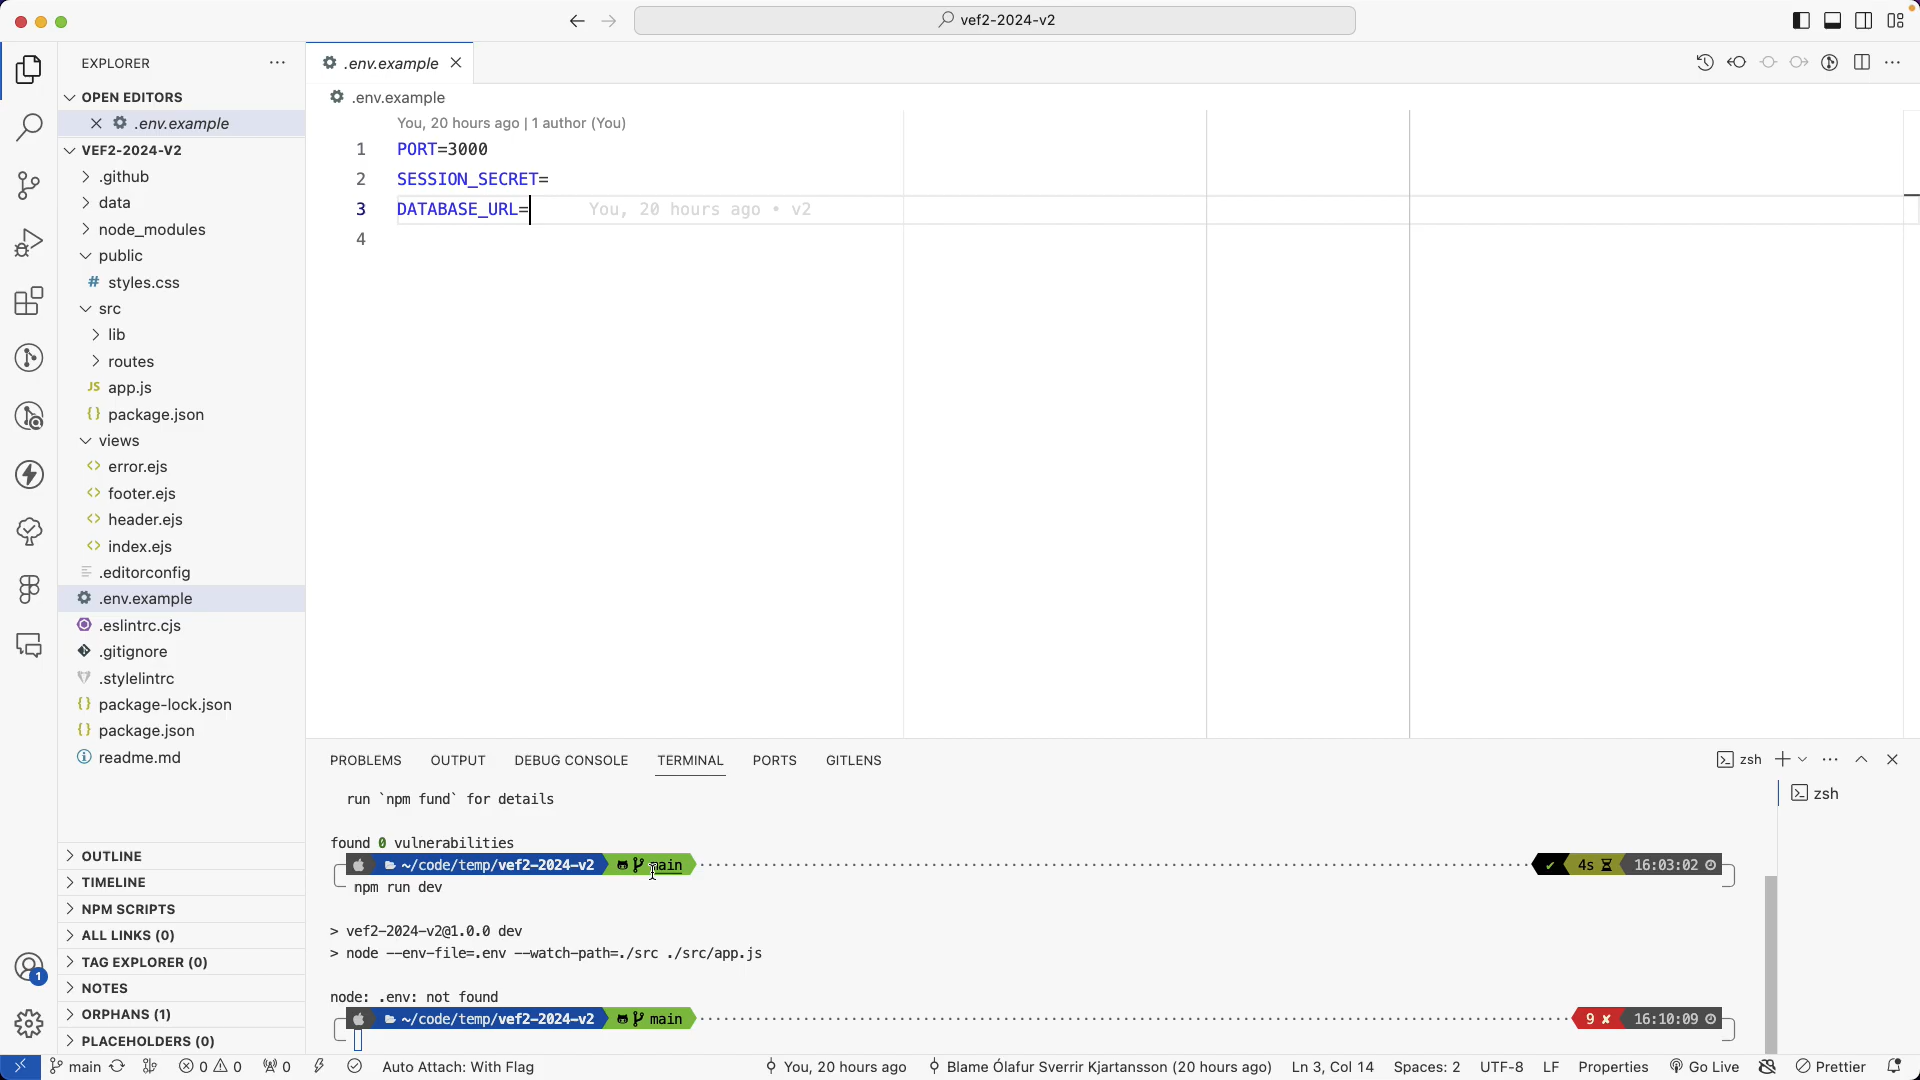 vef2-2024-v2
EXPLORER
.env.example
OPEN EDITORS
.env.example
VEF2-2024-V2
.github
data
node_modules
public
styles.css
src
lib
routes
app.js
package.json
views
error.ejs
footer.ejs
header.ejs
index.ejs
.editorconfig
.env.example
.eslintrc.cjs
.gitignore
.stylelintrc
package-lock.json
package.json
readme.md
OUTLINE
TIMELINE
NPM SCRIPTS
ALL LINKS (0)
TAG EXPLORER (0)
NOTES
ORPHANS (1)
PLACEHOLDERS (0)
.env.example
You, 20 hours ago | 1 author (You)
1 PORT=3000
2 SESSION_SECRET=
3 DATABASE_URL= You, 20 hours ago • v2
4
PROBLEMS OUTPUT DEBUG CONSOLE TERMINAL PORTS GITLENS
zsh
zsh
run `npm fund` for details
found 0 vulnerabilities
~/code/temp/vef2-2024-v2 main 4s 16:03:02
npm run dev
> vef2-2024-v2@1.0.0 dev
> node --env-file=.env --watch-path=./src ./src/app.js
node: .env: not found
~/code/temp/vef2-2024-v2 main 9 ✘ 16:10:09
1
main 0 0 0 Auto Attach: With Flag You, 20 hours ago Blame Ólafur Sverrir Kjartansson (20 hours ago) Ln 3, Col 14 Spaces: 2 UTF-8 LF Properties Go Live Prettier